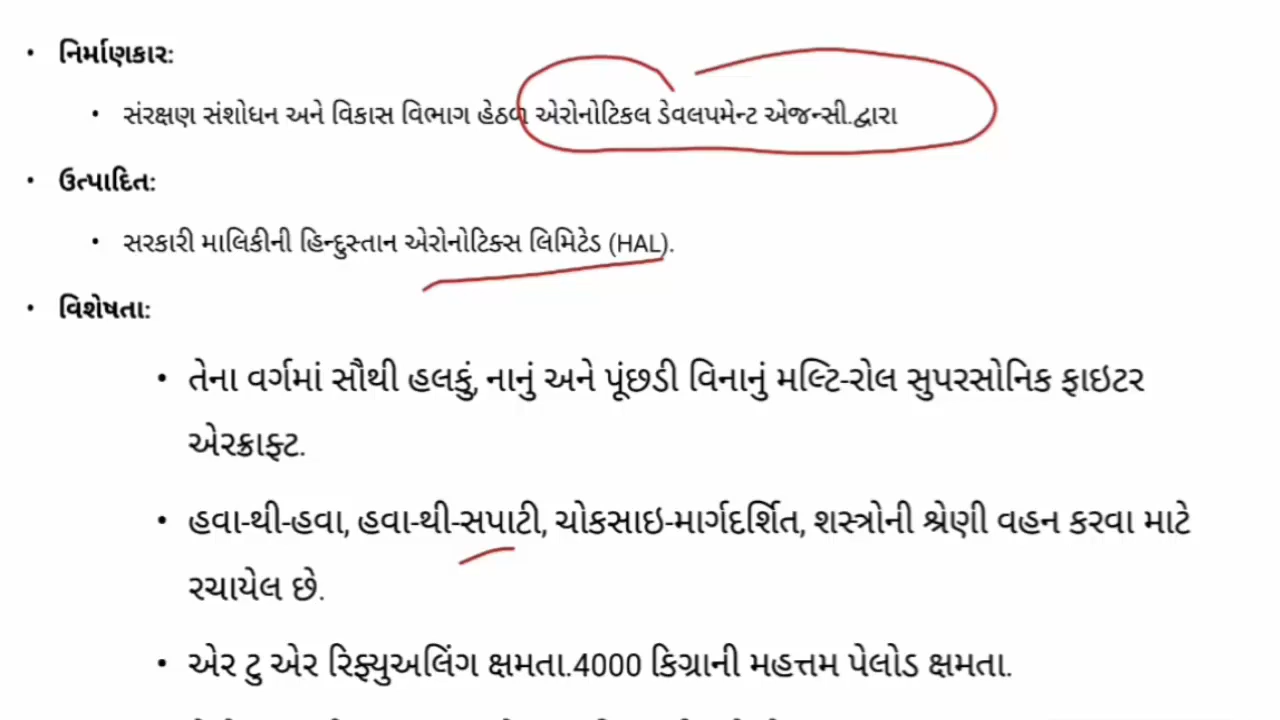 • નિર્માણકાર:
• સંરક્ષણ સંશોધન અને વિકાસ વિભાગ હેઠળ એરોનોટિકલ ડેવલપમેન્ટ એજન્સી.દ્વારા
• ઉત્પાદિત:
• સરકારી માલિકીની હિન્દુસ્તાન એરોનોટિક્સ લિમિટેડ (HAL).
• વિશેષતા:
• તેના વર્ગમાં સૌથી હલકું, નાનું અને પૂંછડી વિનાનું મલ્ટિ-રોલ સુપરસોનિક ફાઇટર
એરક્રાફ્ટ.
• હવા-થી-હવા, હવા-થી-સપાટી, ચોકસાઇ-માર્ગદર્શિત, શસ્ત્રોની શ્રેણી વહન કરવા માટે
રચાયેલ છે.
• એર ટુ એર રિફ્યુઅલિંગ ક્ષમતા.4000 કિગ્રાની મહત્તમ પેલોડ ક્ષમતા.